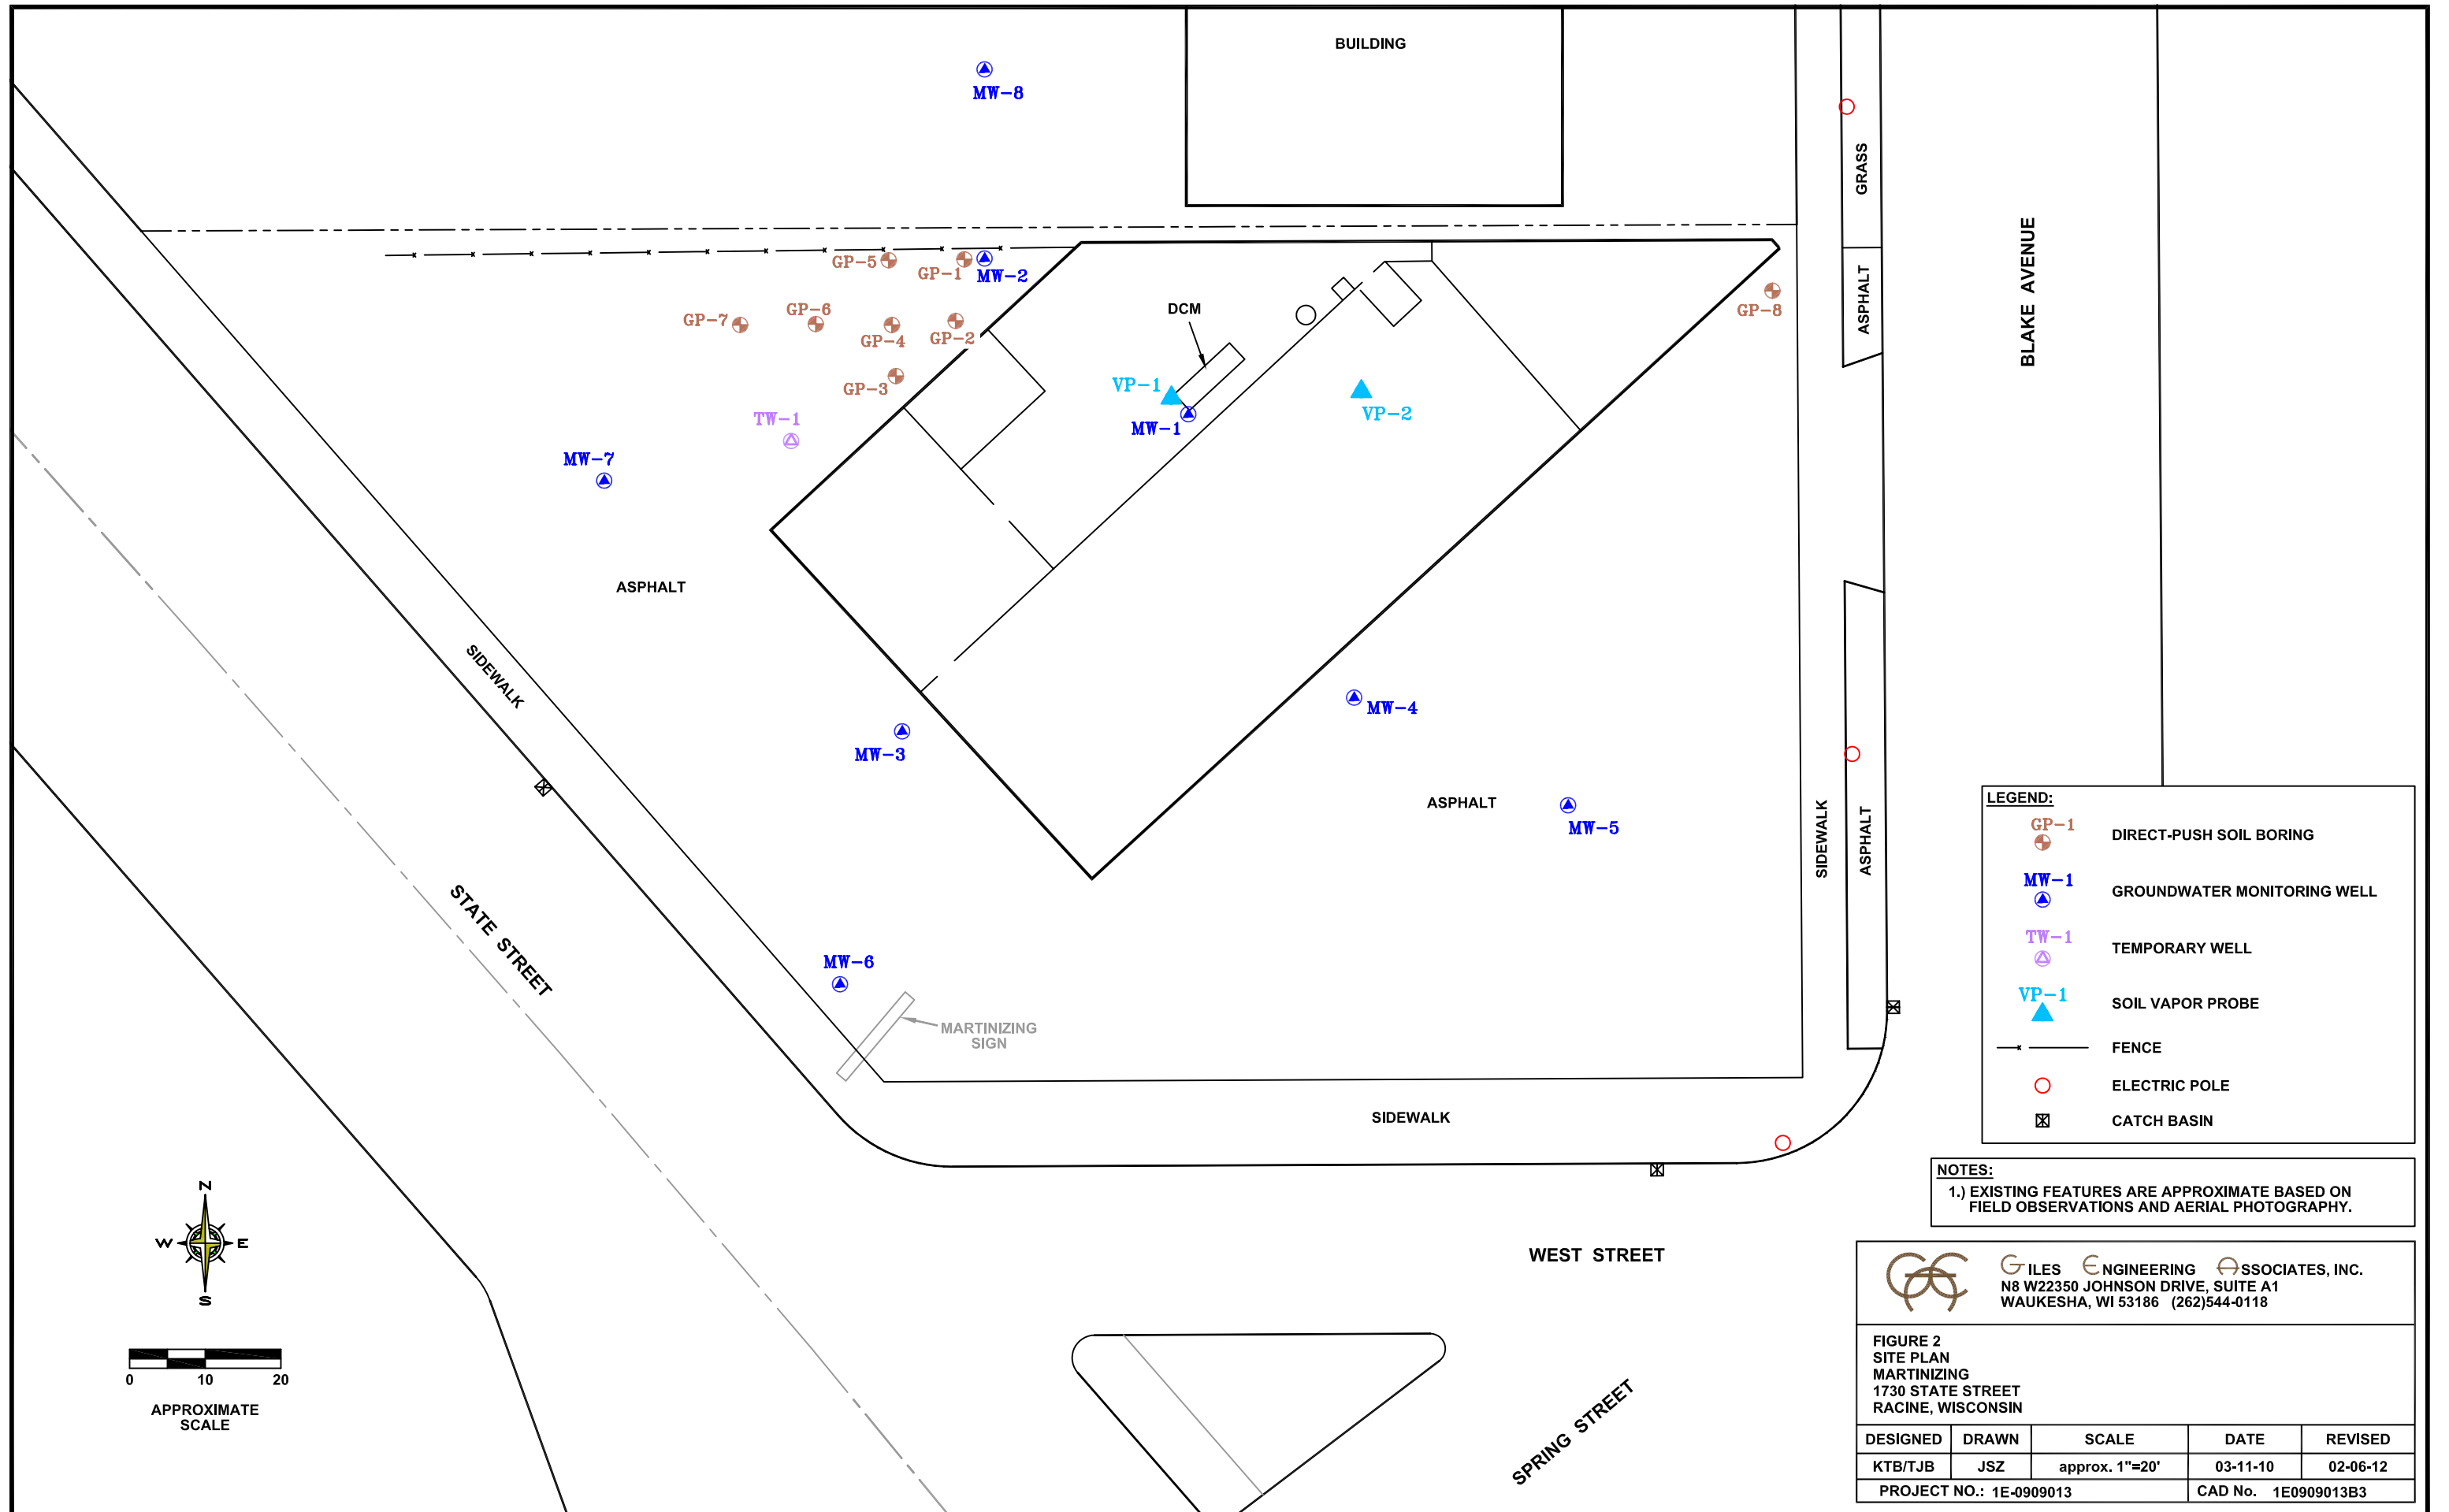 BUILDING
MW-8
GRASS
BLAKE AVENUE
GP-5
GP-1
MW-2
ASPHALT
DCM
GP-8
GP-7
GP-6
GP-4
GP-2
GP-3
VP-1
VP-2
MW-1
TW-1
MW-7
ASPHALT
SIDEWALK
MW-4
MW-3
ASPHALT
MW-5
SIDEWALK
ASPHALT
STATE STREET
MW-6
MARTINIZING
SIGN
SIDEWALK
WEST STREET
SPRING STREET
N
W
E
S
0 10 20
APPROXIMATE
SCALE
LEGEND:
GP-1
DIRECT-PUSH SOIL BORING
MW-1
GROUNDWATER MONITORING WELL
TW-1
TEMPORARY WELL
VP-1
SOIL VAPOR PROBE
FENCE
ELECTRIC POLE
CATCH BASIN
NOTES:
1.) EXISTING FEATURES ARE APPROXIMATE BASED ON
FIELD OBSERVATIONS AND AERIAL PHOTOGRAPHY.
GILES ENGINEERING ASSOCIATES, INC.
N8 W22350 JOHNSON DRIVE, SUITE A1
WAUKESHA, WI 53186 (262)544-0118
FIGURE 2
SITE PLAN
MARTINIZING
1730 STATE STREET
RACINE, WISCONSIN
DESIGNED DRAWN SCALE DATE REVISED
KTB/TJB JSZ approx. 1"=20' 03-11-10 02-06-12
PROJECT NO.: 1E-0909013 CAD No. 1E0909013B3